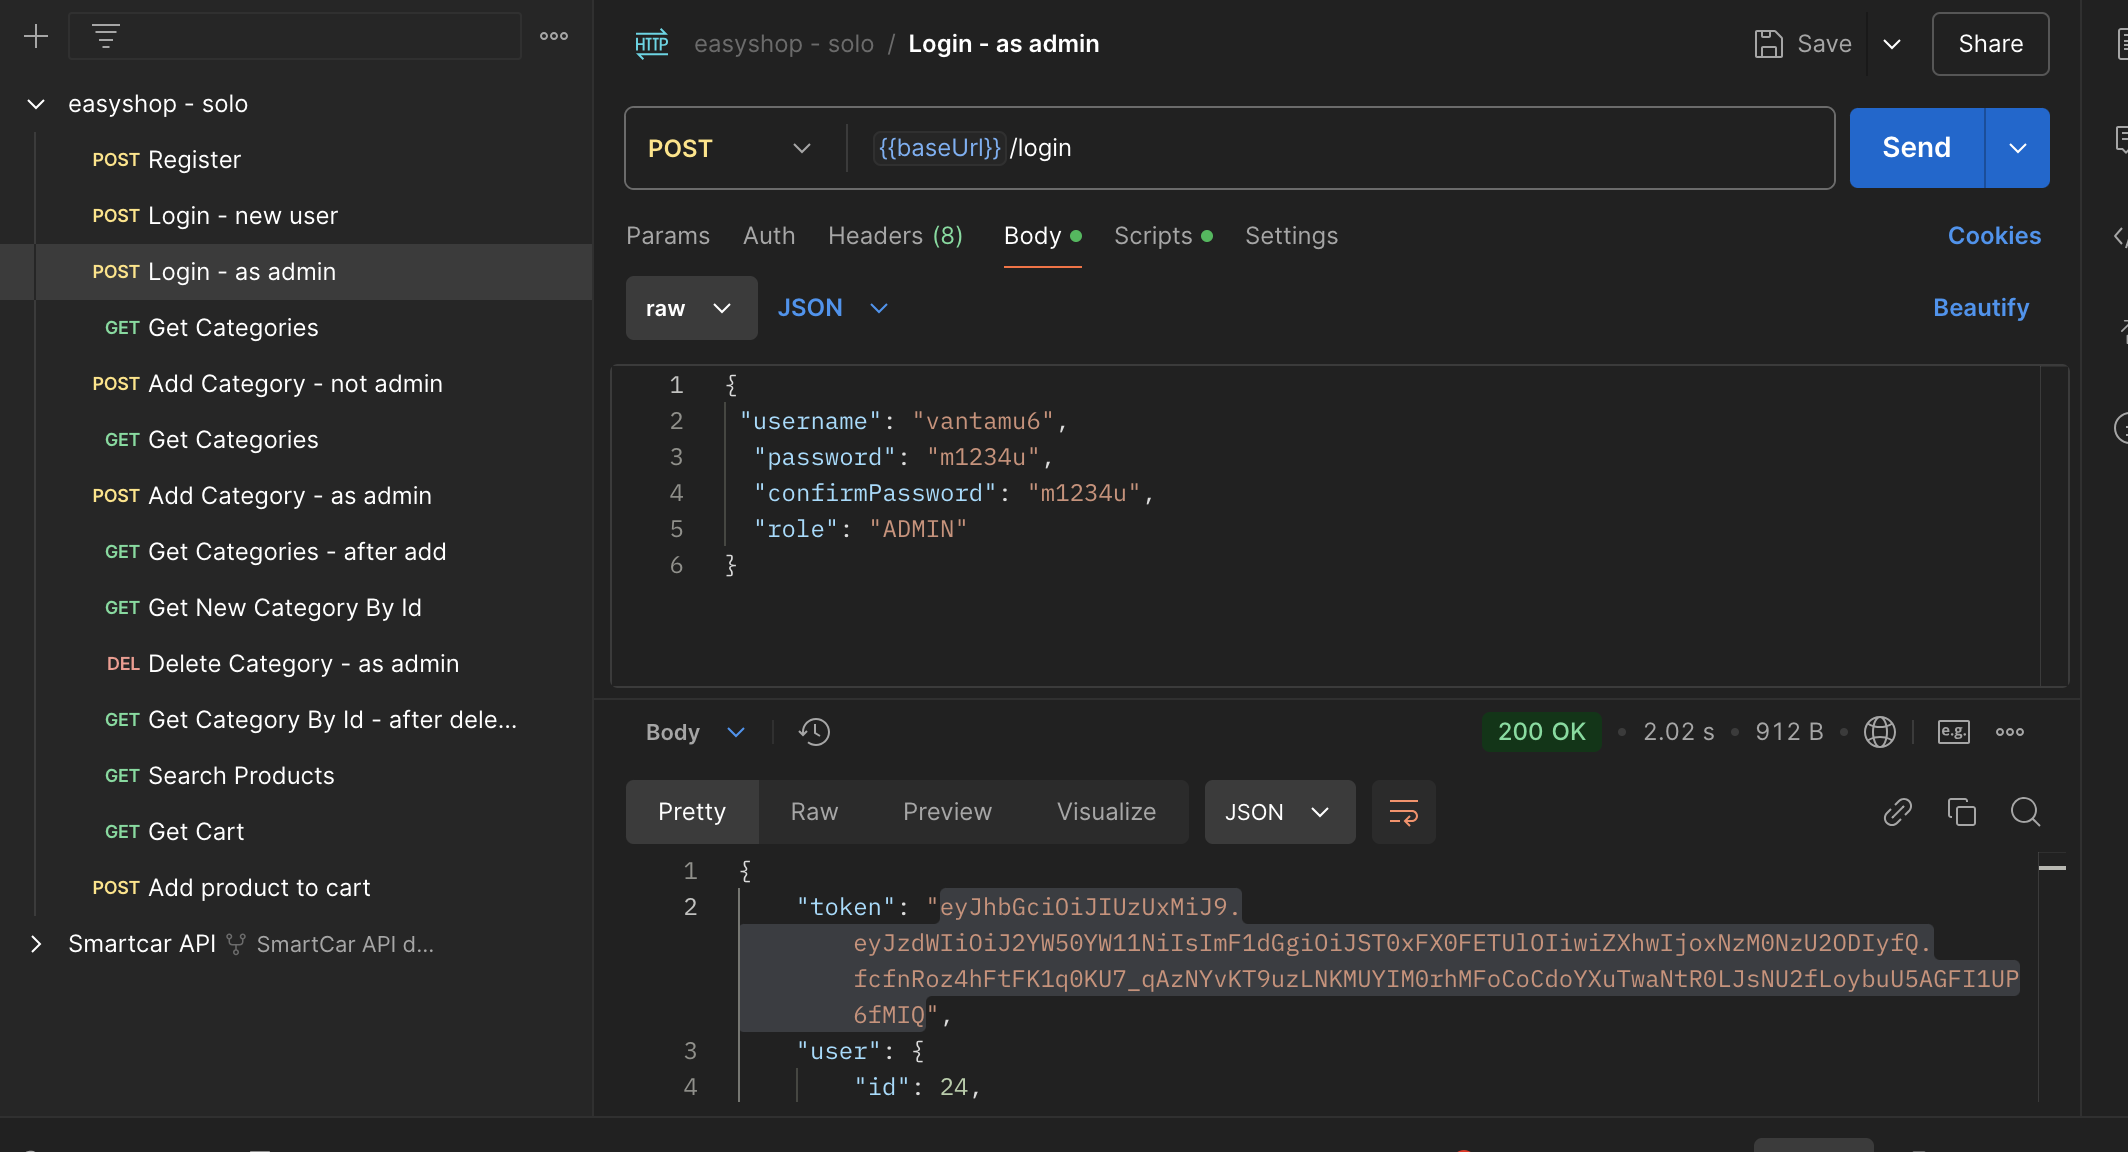 easyshop - solo
POST Register
POST Login - new user
POST Login - as admin
GET Get Categories
POST Add Category - not admin
GET Get Categories
POST Add Category - as admin
GET Get Categories - after add
GET Get New Category By Id
DEL Delete Category - as admin
GET Get Category By Id - after dele...
GET Search Products
GET Get Cart
POST Add product to cart
Smartcar API SmartCar API d...
HTTP easyshop - solo / Login - as admin
Save
Share
POST {{baseUrl}} /login
Send
Params Auth Headers (8) Body Scripts Settings
Cookies
raw JSON
Beautify
1 {
2 "username": "vantamu6",
3 "password": "m1234u",
4 "confirmPassword": "m1234u",
5 "role": "ADMIN"
6 }
Body
200 OK • 2.02 s • 912 B •
e.g.
Pretty Raw Preview Visualize JSON
1 {
2 "token": "eyJhbGciOiJIUzUxMiJ9.
eyJzdWIiOiJ2YW50YW11NiIsImF1dGgiOiJST0xFX0FETUlOIiwiZXhwIjoxNzM0NzU2ODIyfQ.
fcfnRoz4hFtFK1q0KU7_qAzNYvKT9uzLNKMUYIM0rhMFoCoCdoYXuTwaNtR0LJsNU2fLoybuU5AGFI1UP
6fMIQ",
3 "user": {
4 "id": 24,